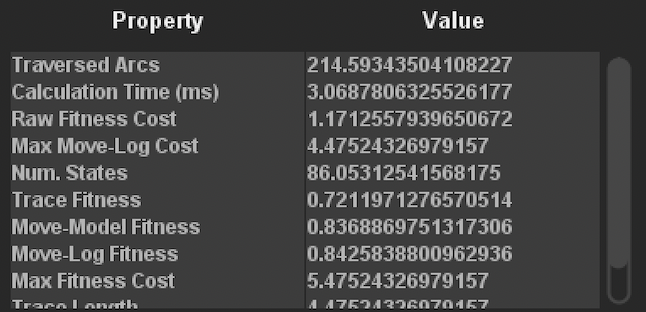 Property Value
Traversed Arcs 214.59343504108227
Calculation Time (ms) 3.0687806325526177
Raw Fitness Cost 1.1712557939650672
Max Move-Log Cost 4.47524326979157
Num. States 86.05312541568175
Trace Fitness 0.7211971276570514
Move-Model Fitness 0.8368869751317306
Move-Log Fitness 0.8425838800962936
Max Fitness Cost 5.47524326979157
Trace Length 4.47524326979157